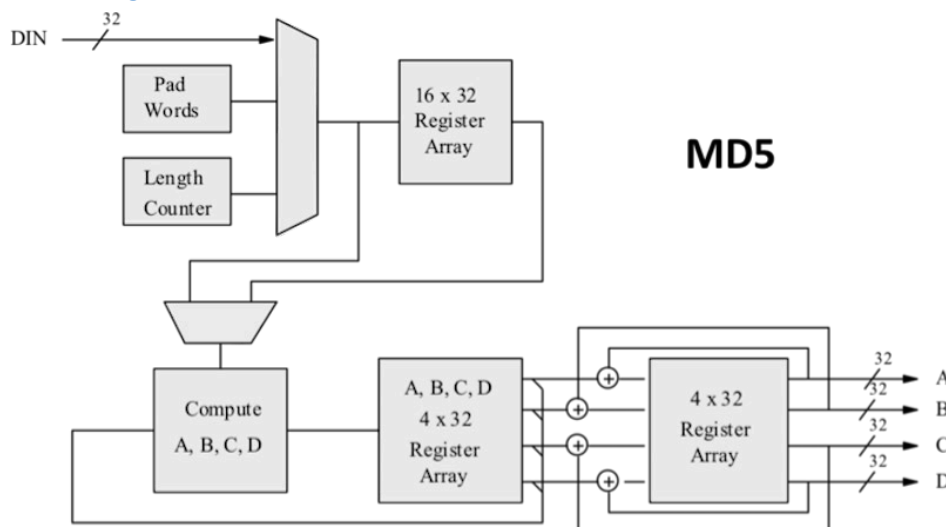 DIN
32
Pad
Words
Length
Counter
16 x 32
Register
Array
MD5
Compute
A, B, C, D
A, B, C, D
4 x 32
Register
Array
+
+
+
+
4 x 32
Register
Array
32
A
32
B
32
C
32
D